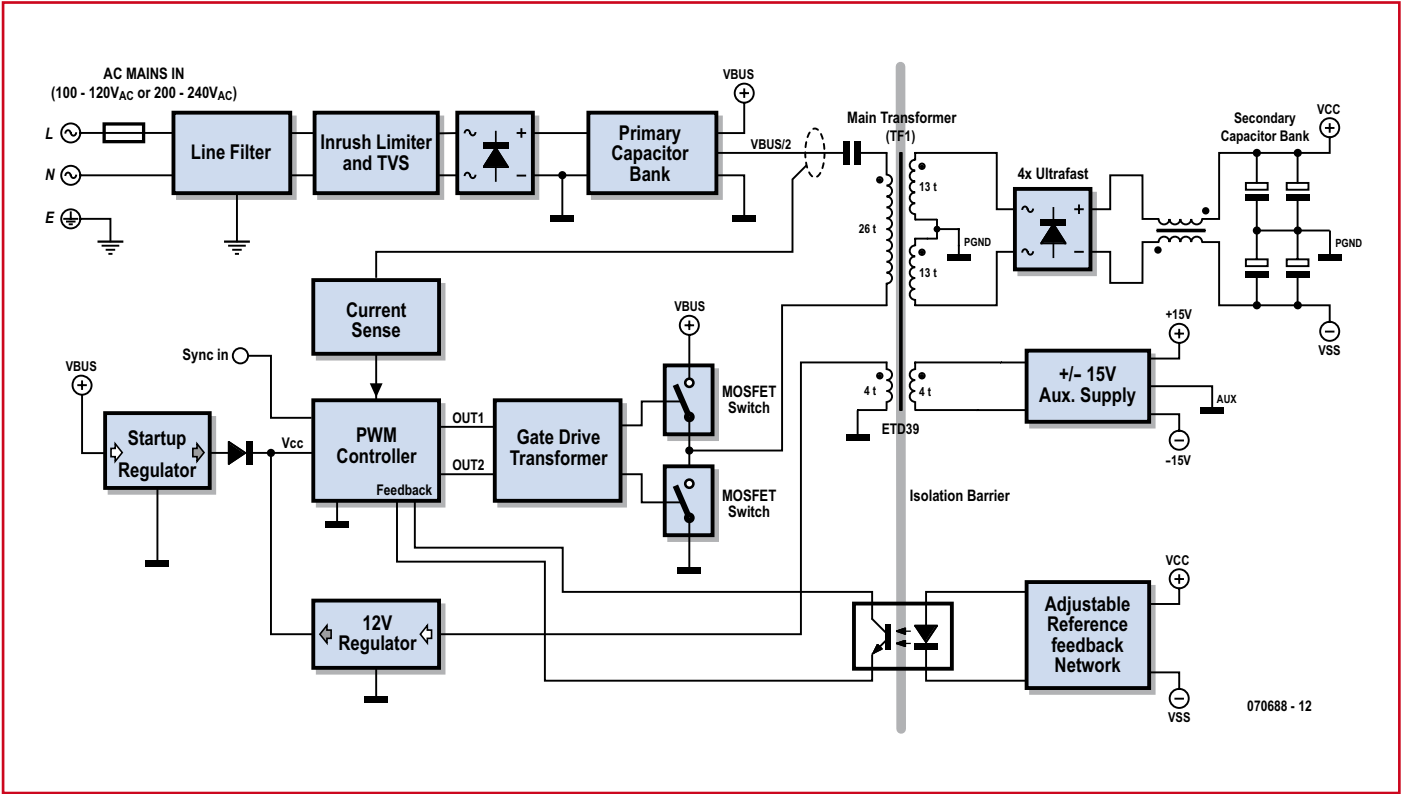 AC MAINS IN
(100 - 120VAC or 200 - 240VAC)
L
N
E
Line Filter
Inrush Limiter
and TVS
~
~
+
–
Primary
Capacitor
Bank
VBUS
VBUS/2
Main Transformer
(TF1)
26 t
13 t
13 t
PGND
4x Ultrafast
~
~
+
–
Secondary
Capacitor Bank
VCC
+
PGND
–
VSS
Current
Sense
Sync in
VBUS
+
Startup
Regulator
Vcc
PWM
Controller
Feedback
OUT1
OUT2
Gate Drive
Transformer
VBUS
+
MOSFET
Switch
MOSFET
Switch
4 t
4 t
ETD39
+15V
+
+/– 15V
Aux. Supply
AUX
–
–15V
Isolation Barrier
12V
Regulator
Adjustable
Reference
feedback
Network
VCC
+
–
VSS
070688 - 12